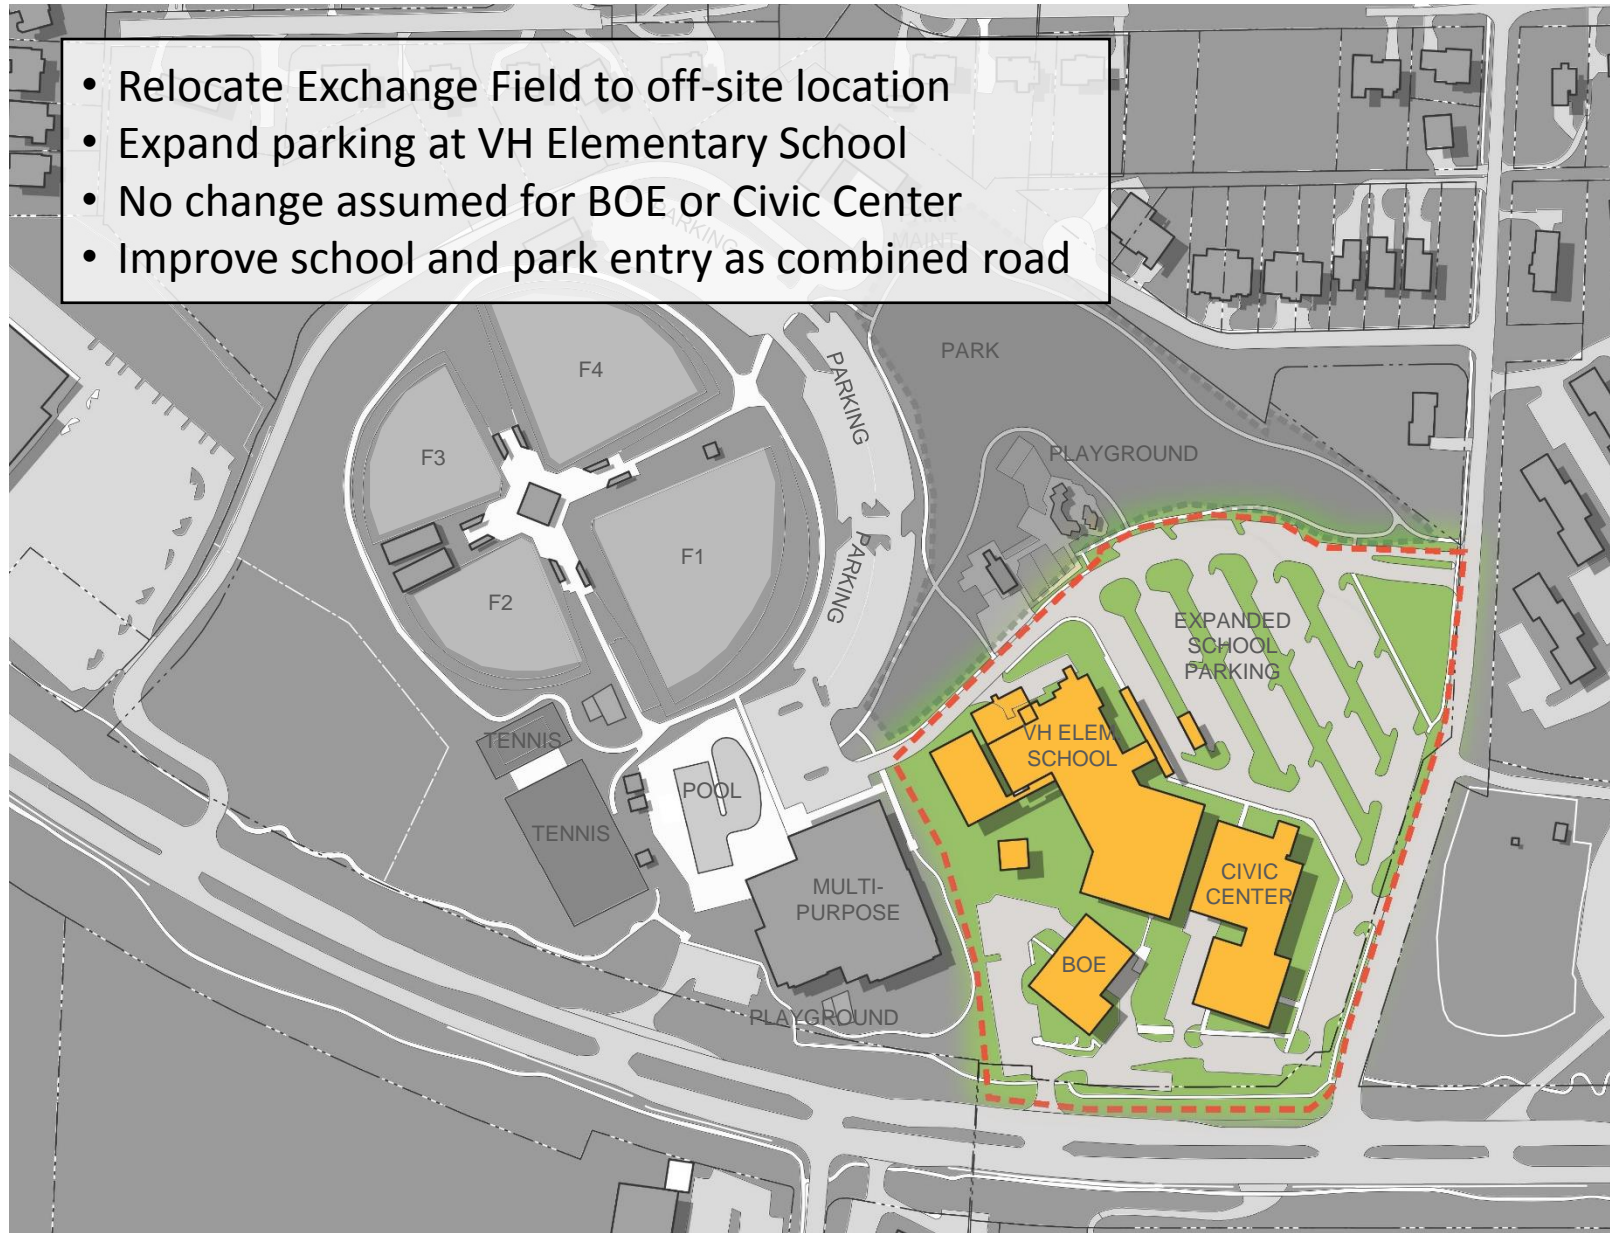 • Relocate Exchange Field to off-site location
• Expand parking at VH Elementary School
• No change assumed for BOE or Civic Center
• Improve school and park entry as combined road
PARKING
MAINT.
PARK
F4
PARKING
F3
PLAYGROUND
F1
PARKING
F2
EXPANDED
SCHOOL
PARKING
TENNIS
VH ELEM.
SCHOOL
POOL
TENNIS
MULTI-
PURPOSE
CIVIC
CENTER
BOE
PLAYGROUND